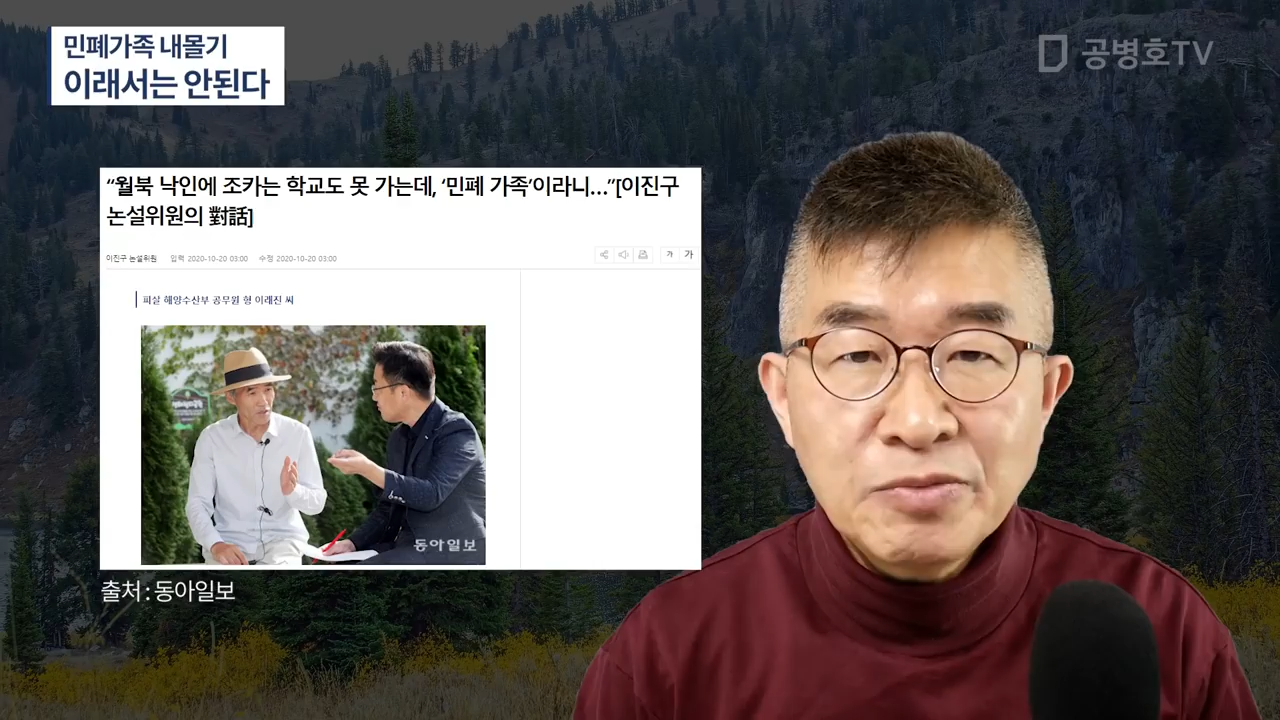 민폐가족 내몰기
이래서는 안된다
공병호TV
“월북 낙인에 조카는 학교도 못 가는데, ‘민폐 가족’이라니…”[이진구
논설위원의 對話]
이진구 논설위원 입력 2020-10-20 03:00 수정 2020-10-20 03:00
가 가
피살 해양수산부 공무원 형 이래진 씨
동아일보
출처 : 동아일보